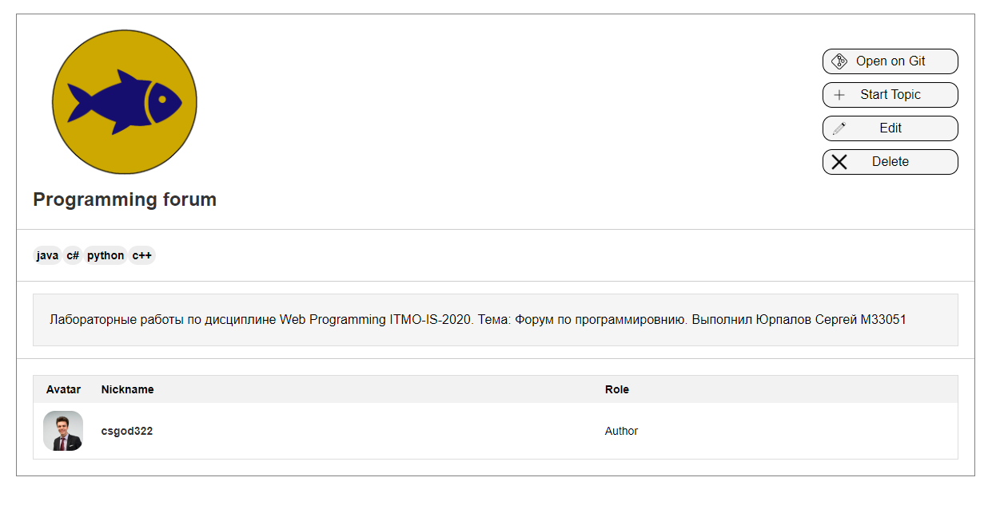 Open on Git
Start Topic
Edit
Delete
Programming forum
java c# python c++
Лабораторные работы по дисциплине Web Programming ITMO-IS-2020. Тема: Форум по программировнию. Выполнил Юрпалов Сергей M33051
Avatar Nickname Role
csgod322 Author